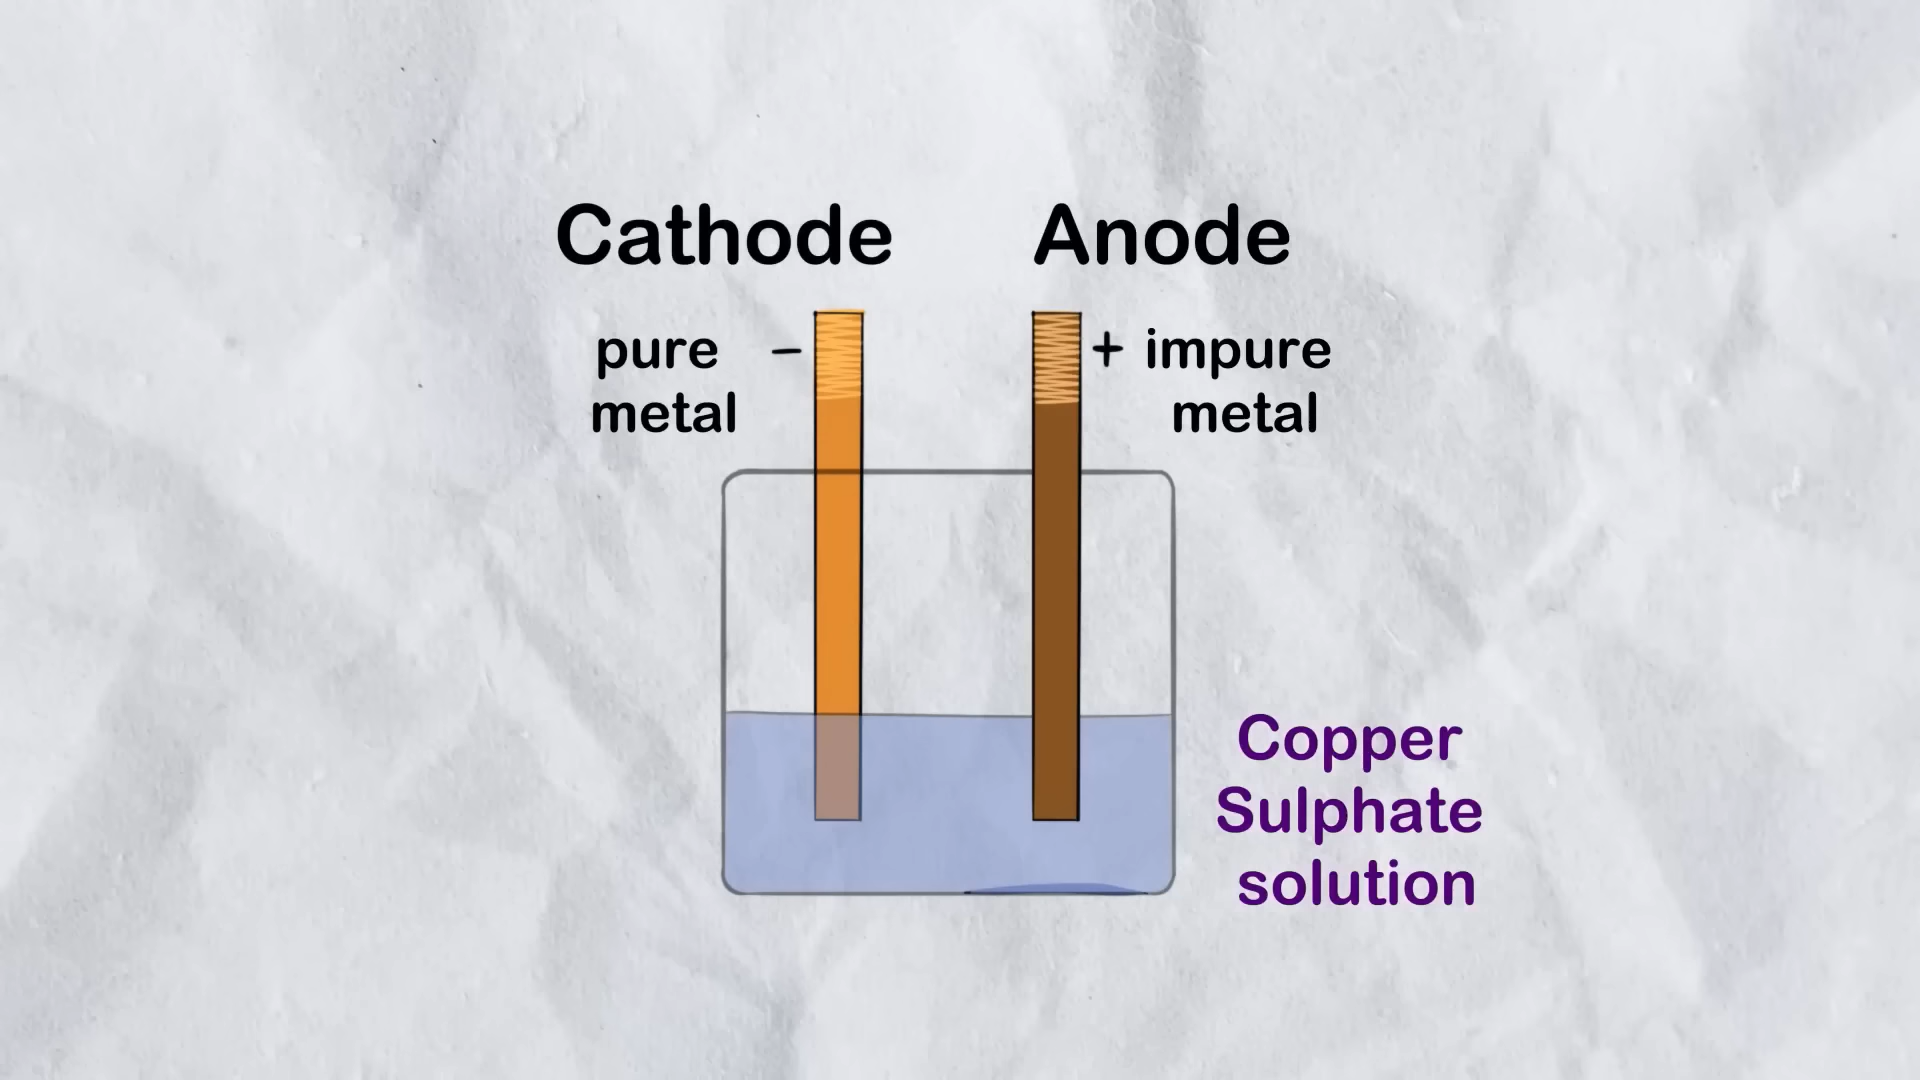 Cathode
Anode
pure
metal
−
+ impure
metal
Copper
Sulphate
solution